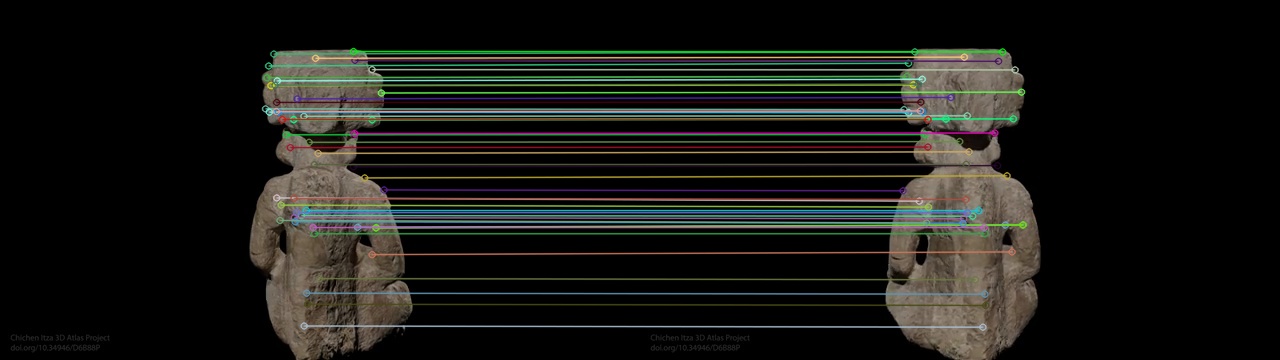 Chichen Itza 3D Atlas Project
doi.org/10.34946/D6B88P
Chichen Itza 3D Atlas Project
doi.org/10.34946/D6B88P